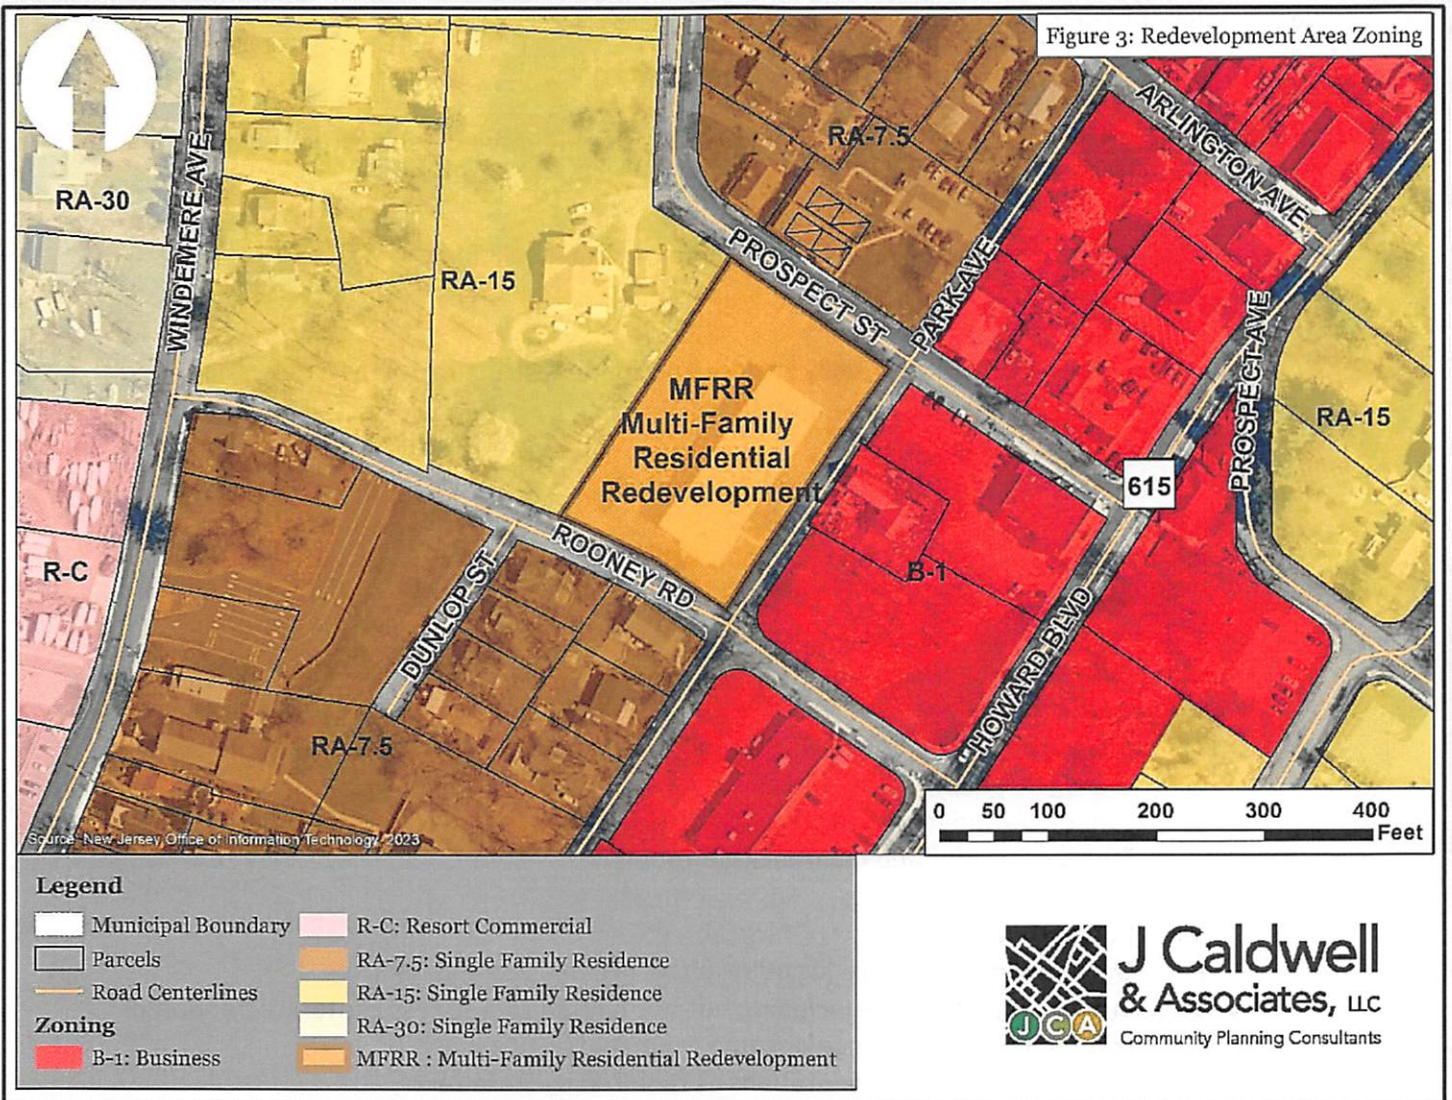 Figure 3: Redevelopment Area Zoning
ARLINGTON AVE
RA-7.5
RA-30
WINDEMERE AVE
RA-15
PROSPECT ST
PARK AVE
PROSPECT AVE
MFRR
Multi-Family
Residential
Redevelopment
RA-15
615
R-C
ROONEY RD
B-1
DUNLOP ST
HOWARD BLVD
RA-7.5
0 50 100 200 300 400
Feet
Source: New Jersey Office of Information Technology, 2023
Legend
Municipal Boundary
Parcels
Road Centerlines
Zoning
B-1: Business
R-C: Resort Commercial
RA-7.5: Single Family Residence
RA-15: Single Family Residence
RA-30: Single Family Residence
MFRR : Multi-Family Residential Redevelopment
JCA
J Caldwell
& Associates, LLC
Community Planning Consultants